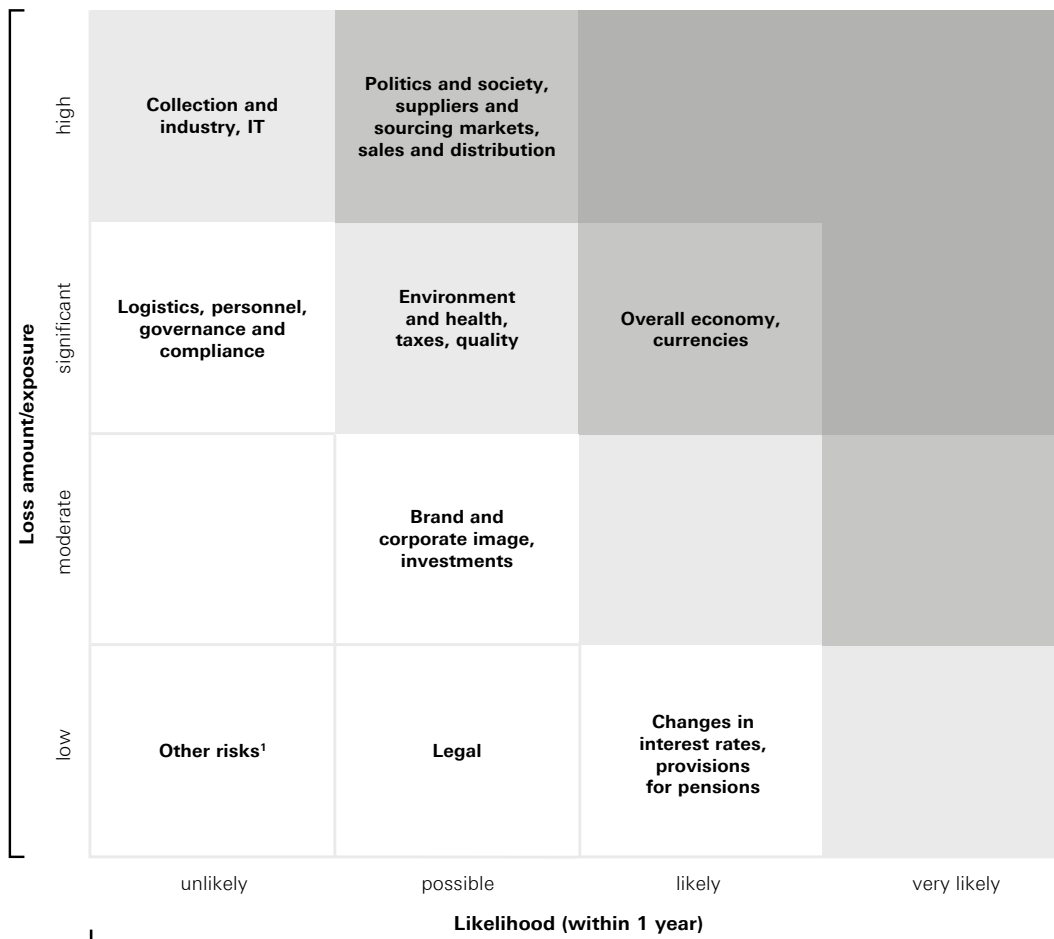 Loss amount/exposure
high
Collection and
industry, IT
Politics and society,
suppliers and
sourcing markets,
sales and distribution
significant
Logistics, personnel,
governance and
compliance
Environment
and health,
taxes, quality
Overall economy,
currencies
moderate
Brand and
corporate image,
investments
low
Other risks¹
Legal
Changes in
interest rates,
provisions
for pensions
unlikely
possible
likely
very likely
Likelihood (within 1 year)